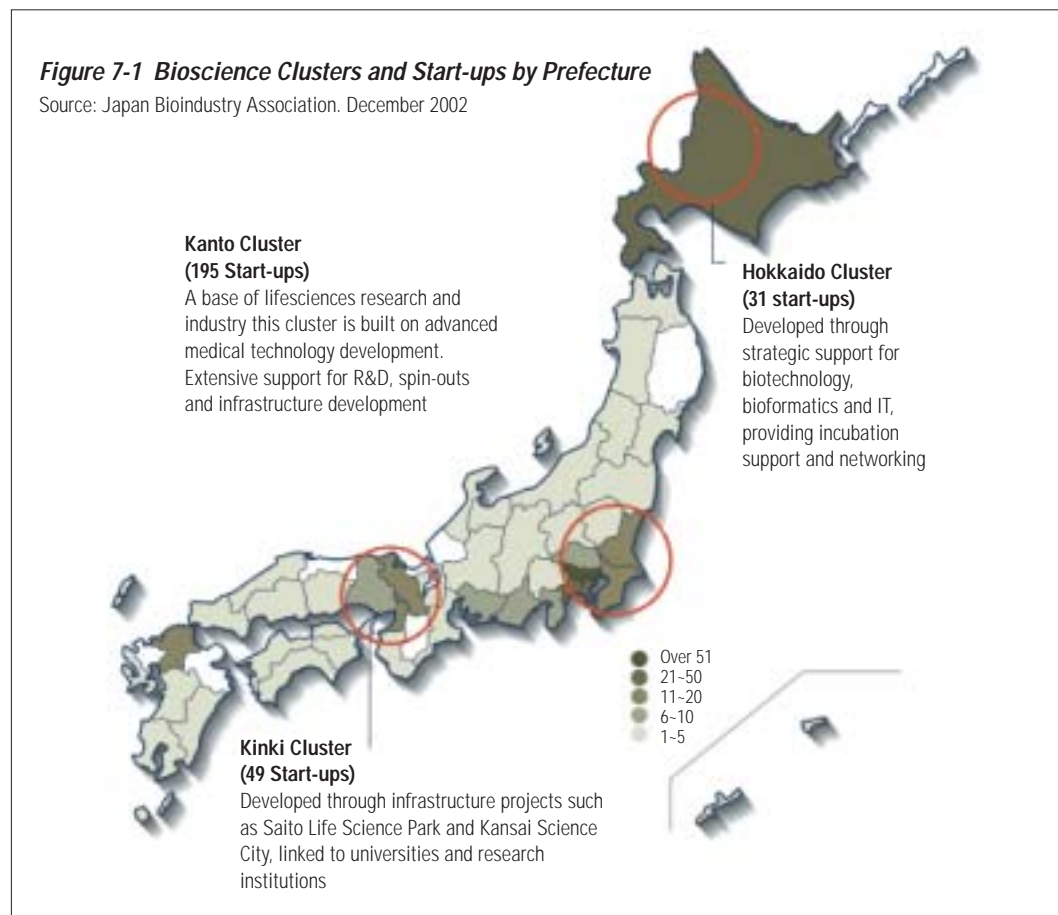 Figure 7-1 Bioscience Clusters and Start-ups by Prefecture
Source: Japan Bioindustry Association. December 2002
Kanto Cluster
(195 Start-ups)
A base of lifesciences research and
industry this cluster is built on advanced
medical technology development.
Extensive support for R&D, spin-outs
and infrastructure development
Hokkaido Cluster
(31 start-ups)
Developed through
strategic support for
biotechnology,
bioformatics and IT,
providing incubation
support and networking
Over 51
21~50
11~20
6~10
1~5
Kinki Cluster
(49 Start-ups)
Developed through infrastructure projects such
as Saito Life Science Park and Kansai Science
City, linked to universities and research
institutions